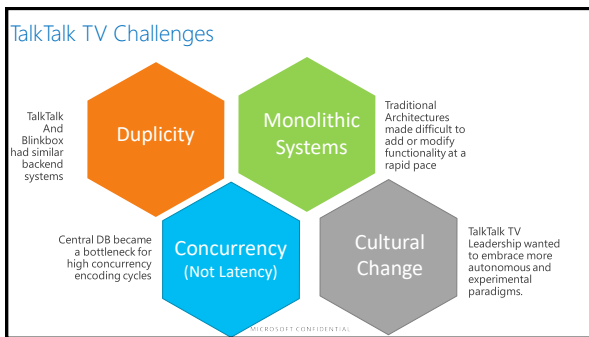 TalkTalk TV Challenges
TalkTalk
And
Blinkbox
had similar
backend
systems
Duplicity
Monolithic
Systems
Traditional
Architectures
made difficult to
add or modify
functionality at a
rapid pace
Central DB became
a bottleneck for
high concurrency
encoding cycles
Concurrency
(Not Latency)
Cultural
Change
TalkTalk TV
Leadership wanted
to embrace more
autonomous and
experimental
paradigms.
MICROSOFT CONFIDENTIAL